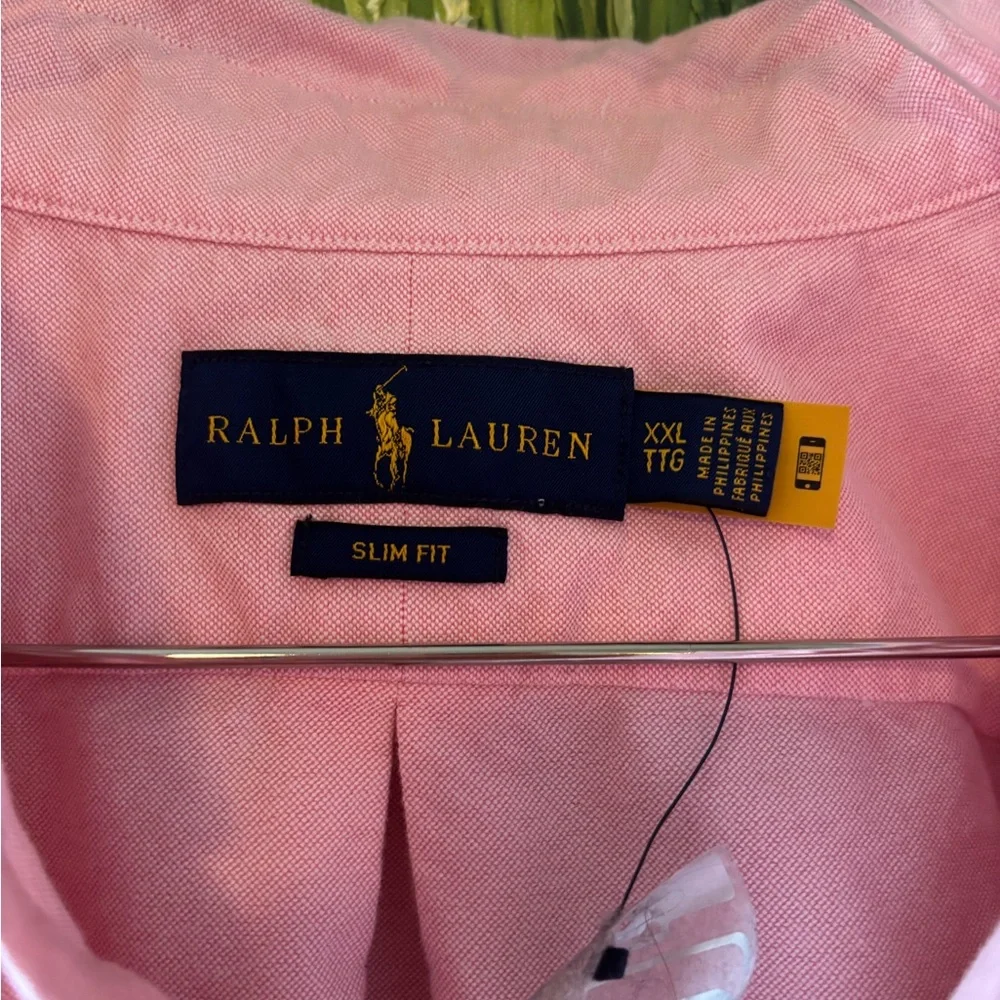 RALPH LAUREN
SLIM FIT
XXL
TTG
MADE IN
PHILIPPINES
FABRIQUÉ AUX
PHILIPPINES